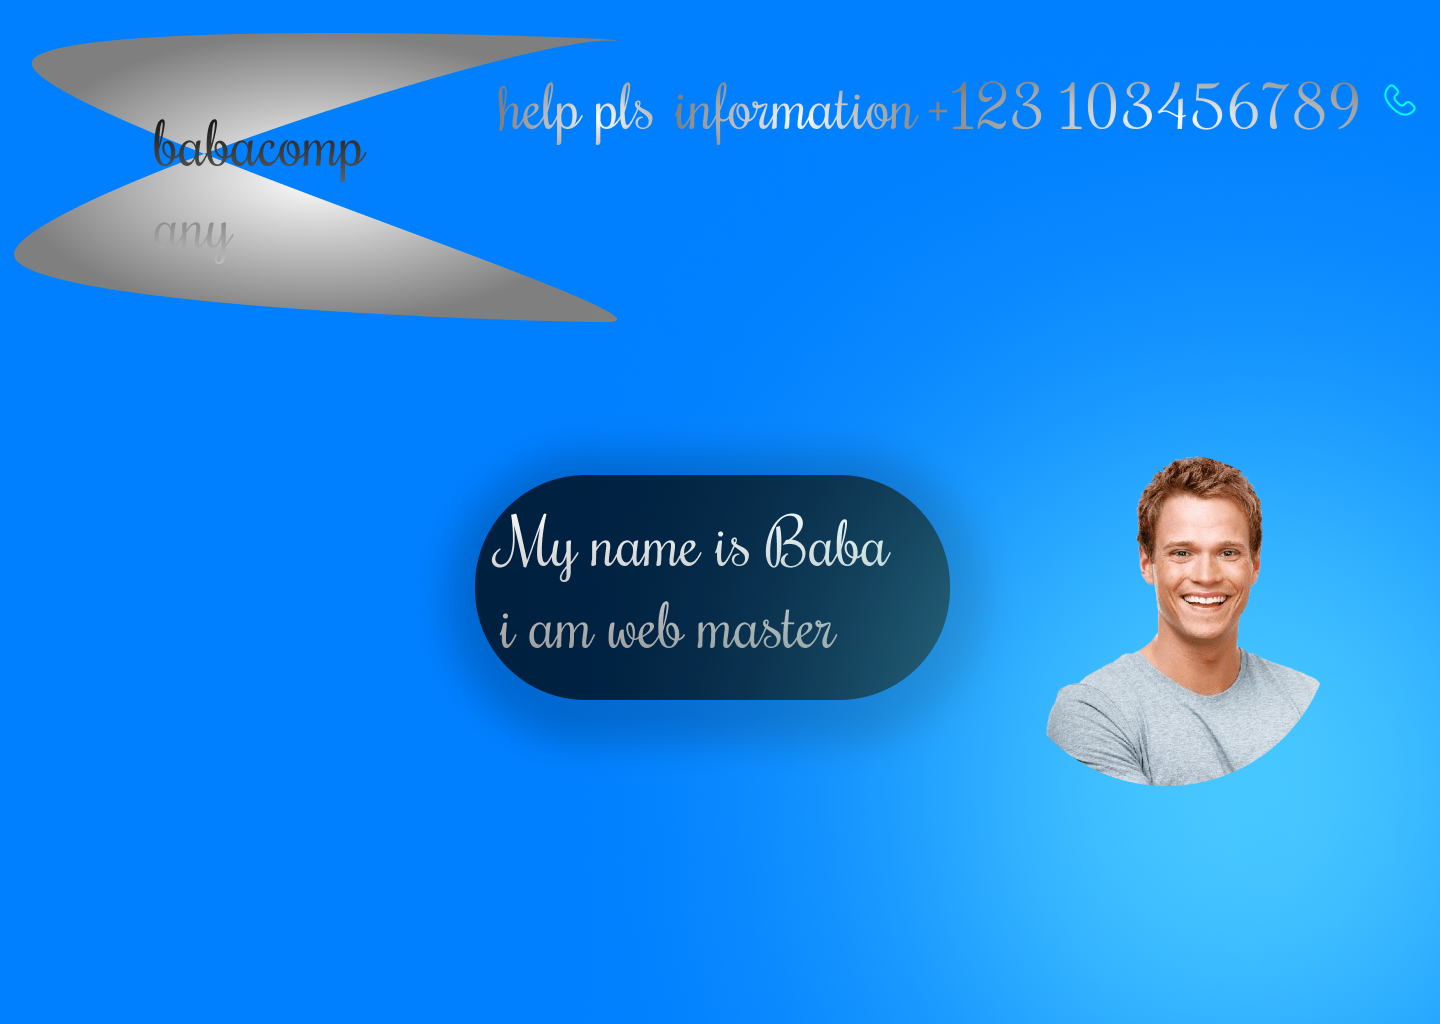 help pls information +123 103456789
babacomp
any
My name is Baba
i am web master